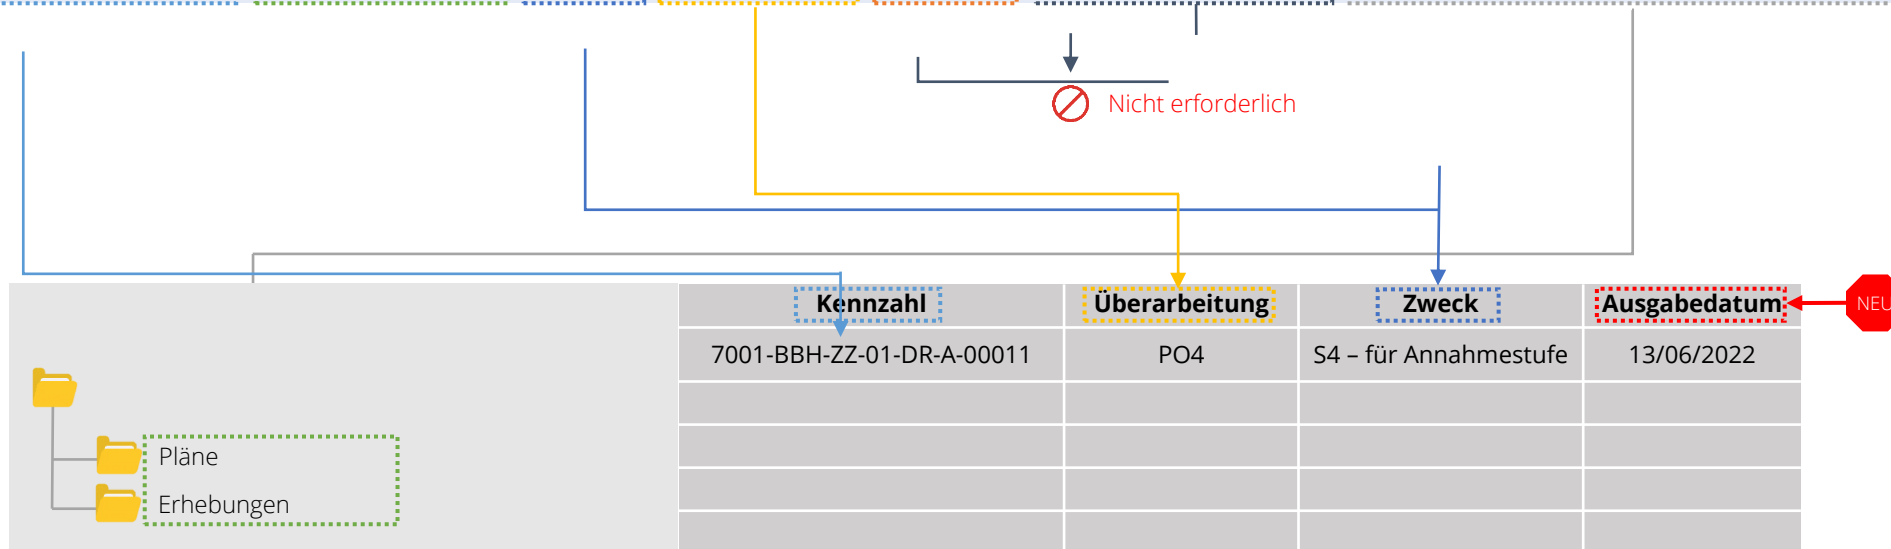 Nicht erforderlich
Kennzahl Überarbeitung Zweck Ausgabedatum NEU
7001-BBH-ZZ-01-DR-A-00011 PO4 S4 – für Annahmestufe 13/06/2022
Pläne
Erhebungen